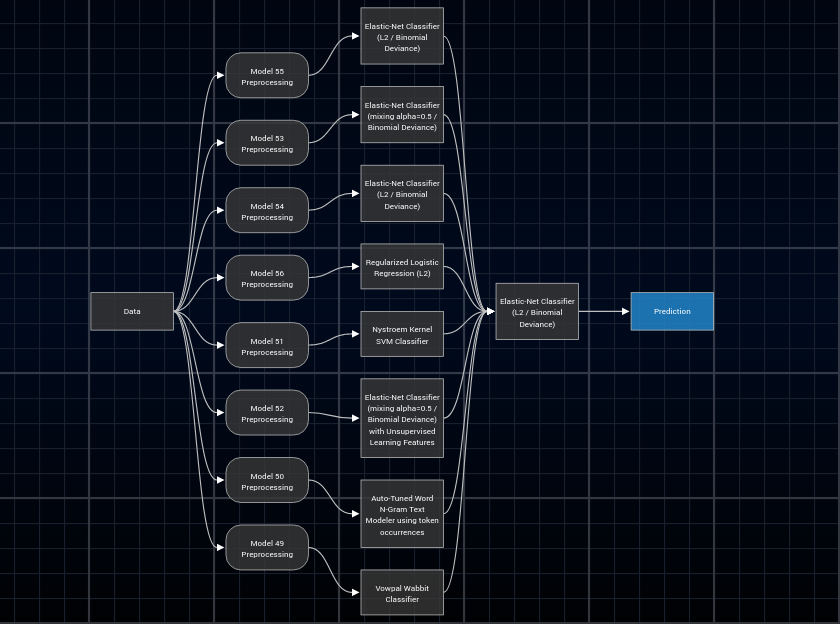 Data
Model 55
Preprocessing
Model 53
Preprocessing
Model 54
Preprocessing
Model 56
Preprocessing
Model 51
Preprocessing
Model 52
Preprocessing
Model 50
Preprocessing
Model 49
Preprocessing
Elastic-Net Classifier
(L2 / Binomial
Deviance)
Elastic-Net Classifier
(mixing alpha=0.5 /
Binomial Deviance)
Elastic-Net Classifier
(L2 / Binomial
Deviance)
Regularized Logistic
Regression (L2)
Nystroem Kernel
SVM Classifier
Elastic-Net Classifier
(mixing alpha=0.5 /
Binomial Deviance)
with Unsupervised
Learning Features
Auto-Tuned Word
N-Gram Text
Modeler using token
occurrences
Vowpal Wabbit
Classifier
Elastic-Net Classifier
(L2 / Binomial
Deviance)
Prediction